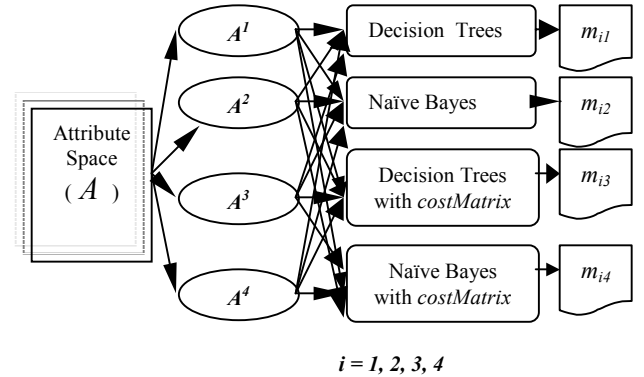 Attribute
Space
( A )
A¹
A²
A³
A⁴
Decision Trees
Naïve Bayes
Decision Trees
with costMatrix
Naïve Bayes
with costMatrix
mᵢ₁
mᵢ₂
mᵢ₃
mᵢ₄
i = 1, 2, 3, 4